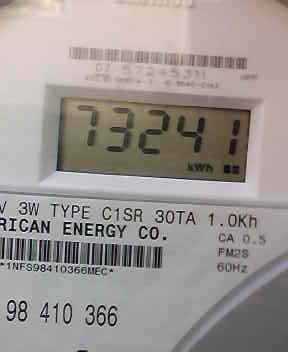 57245311
73241
kWh
V 3W TYPE C1SR 30TA 1.0Kh
RICAN ENERGY CO.
CA 0.5
FM2S
*1NFS98410366MEC*
60Hz
98 410 366